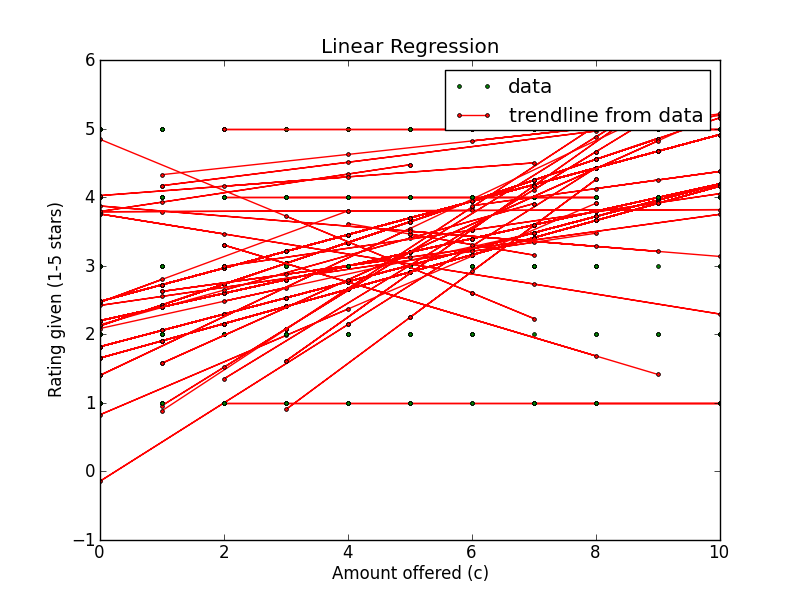 Linear Regression
data
trendline from data
6
5
4
3
2
1
0
−1
Rating given (1-5 stars)
0 2 4 6 8 10
Amount offered (c)